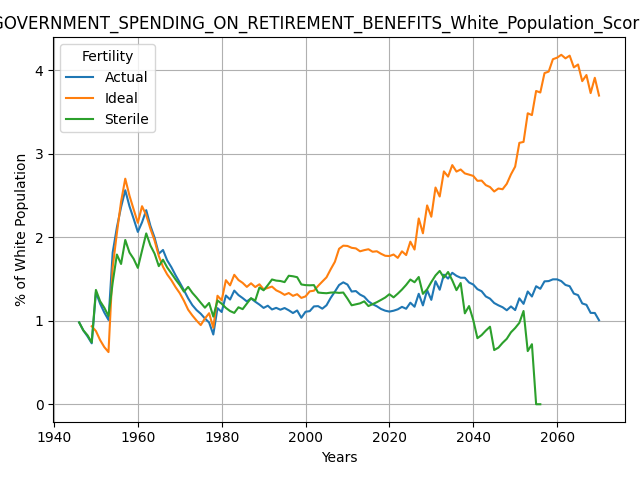 GOVERNMENT_SPENDING_ON_RETIREMENT_BENEFITS_White_Population_Scor
Fertility
Actual
Ideal
Sterile
% of White Population
4
3
2
1
0
1940 1960 1980 2000 2020 2040 2060
Years